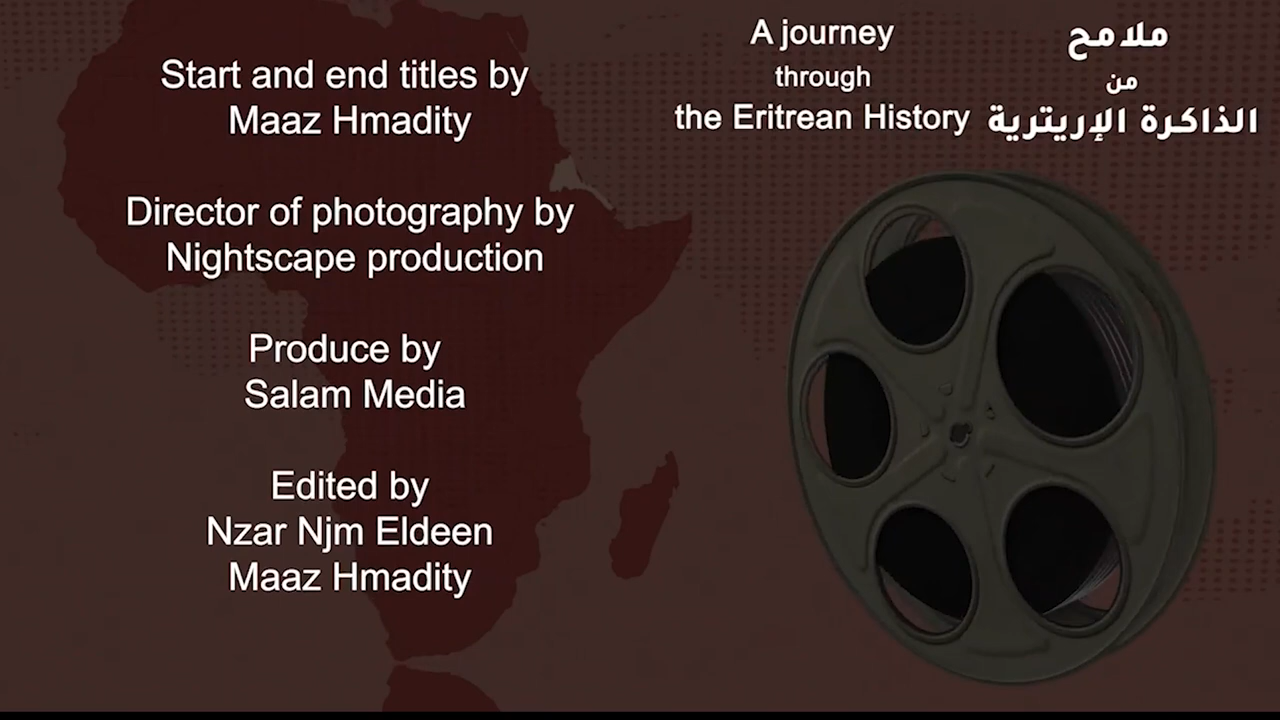 Start and end titles by
Maaz Hmadity
Director of photography by
Nightscape production
Produce by
Salam Media
Edited by
Nzar Njm Eldeen
Maaz Hmadity
A journey
through
the Eritrean History
ملامح
من
الذاكرة الإريترية